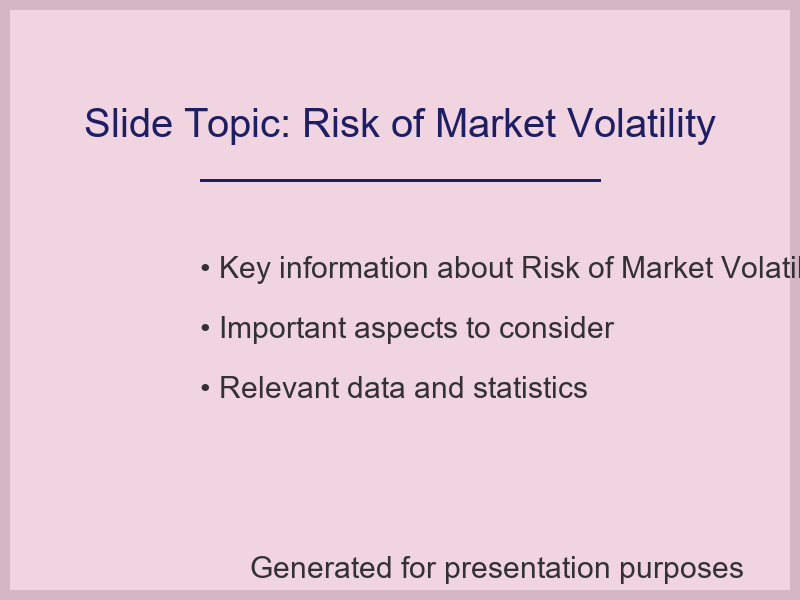 Slide Topic: Risk of Market Volatility
• Key information about Risk of Market Volatil
• Important aspects to consider
• Relevant data and statistics
Generated for presentation purposes